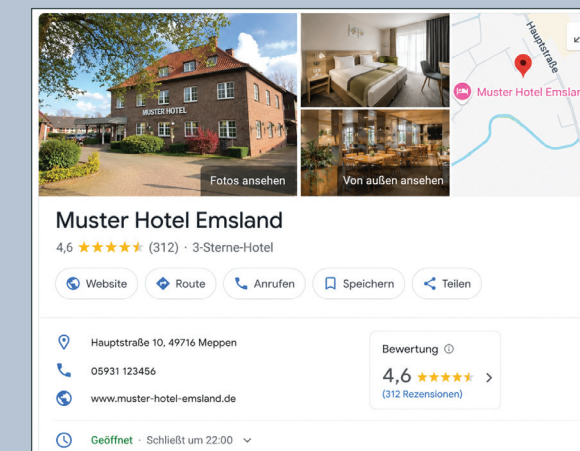 MUSTER HOTEL
Fotos ansehen
Von außen ansehen
Hauptstraße
Muster Hotel Emslan
Muster Hotel Emsland
4,6 (312) · 3-Sterne-Hotel
Website Route Anrufen Speichern Teilen
Hauptstraße 10, 49716 Meppen
05931 123456
www.muster-hotel-emsland.de
Bewertung
4,6
(312 Rezensionen)
Geöffnet · Schließt um 22:00